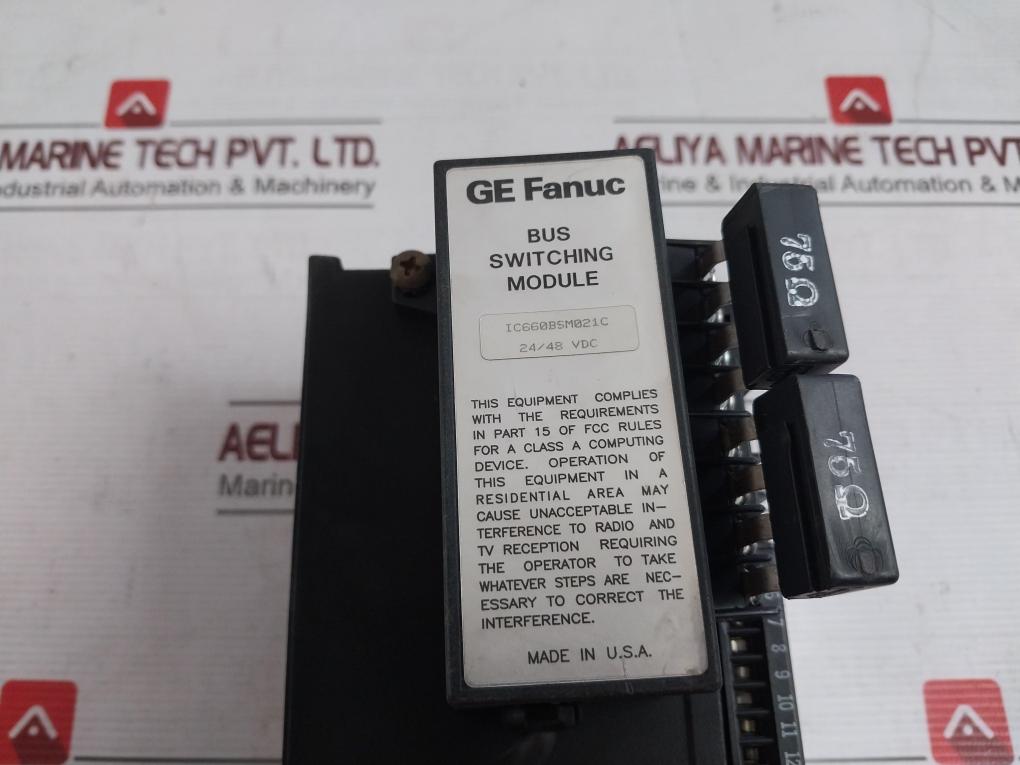 MARINE TECH PVT. LTD.
Industrial Automation & Machinery
AELIYA MARINE TECH PVT.
Marine & Industrial Automation & M
GE Fanuc
BUS
SWITCHING
MODULE
IC660BSM021C
24/48 VDC
THIS EQUIPMENT COMPLIES
WITH THE REQUIREMENTS
IN PART 15 OF FCC RULES
FOR A CLASS A COMPUTING
DEVICE. OPERATION OF
THIS EQUIPMENT IN A
RESIDENTIAL AREA MAY
CAUSE UNACCEPTABLE IN-
TERFERENCE TO RADIO AND
TV RECEPTION REQUIRING
THE OPERATOR TO TAKE
WHATEVER STEPS ARE NEC-
ESSARY TO CORRECT THE
INTERFERENCE.
MADE IN U.S.A.
75Ω
75Ω
7 8 9 10 11 12
AELI
Marin